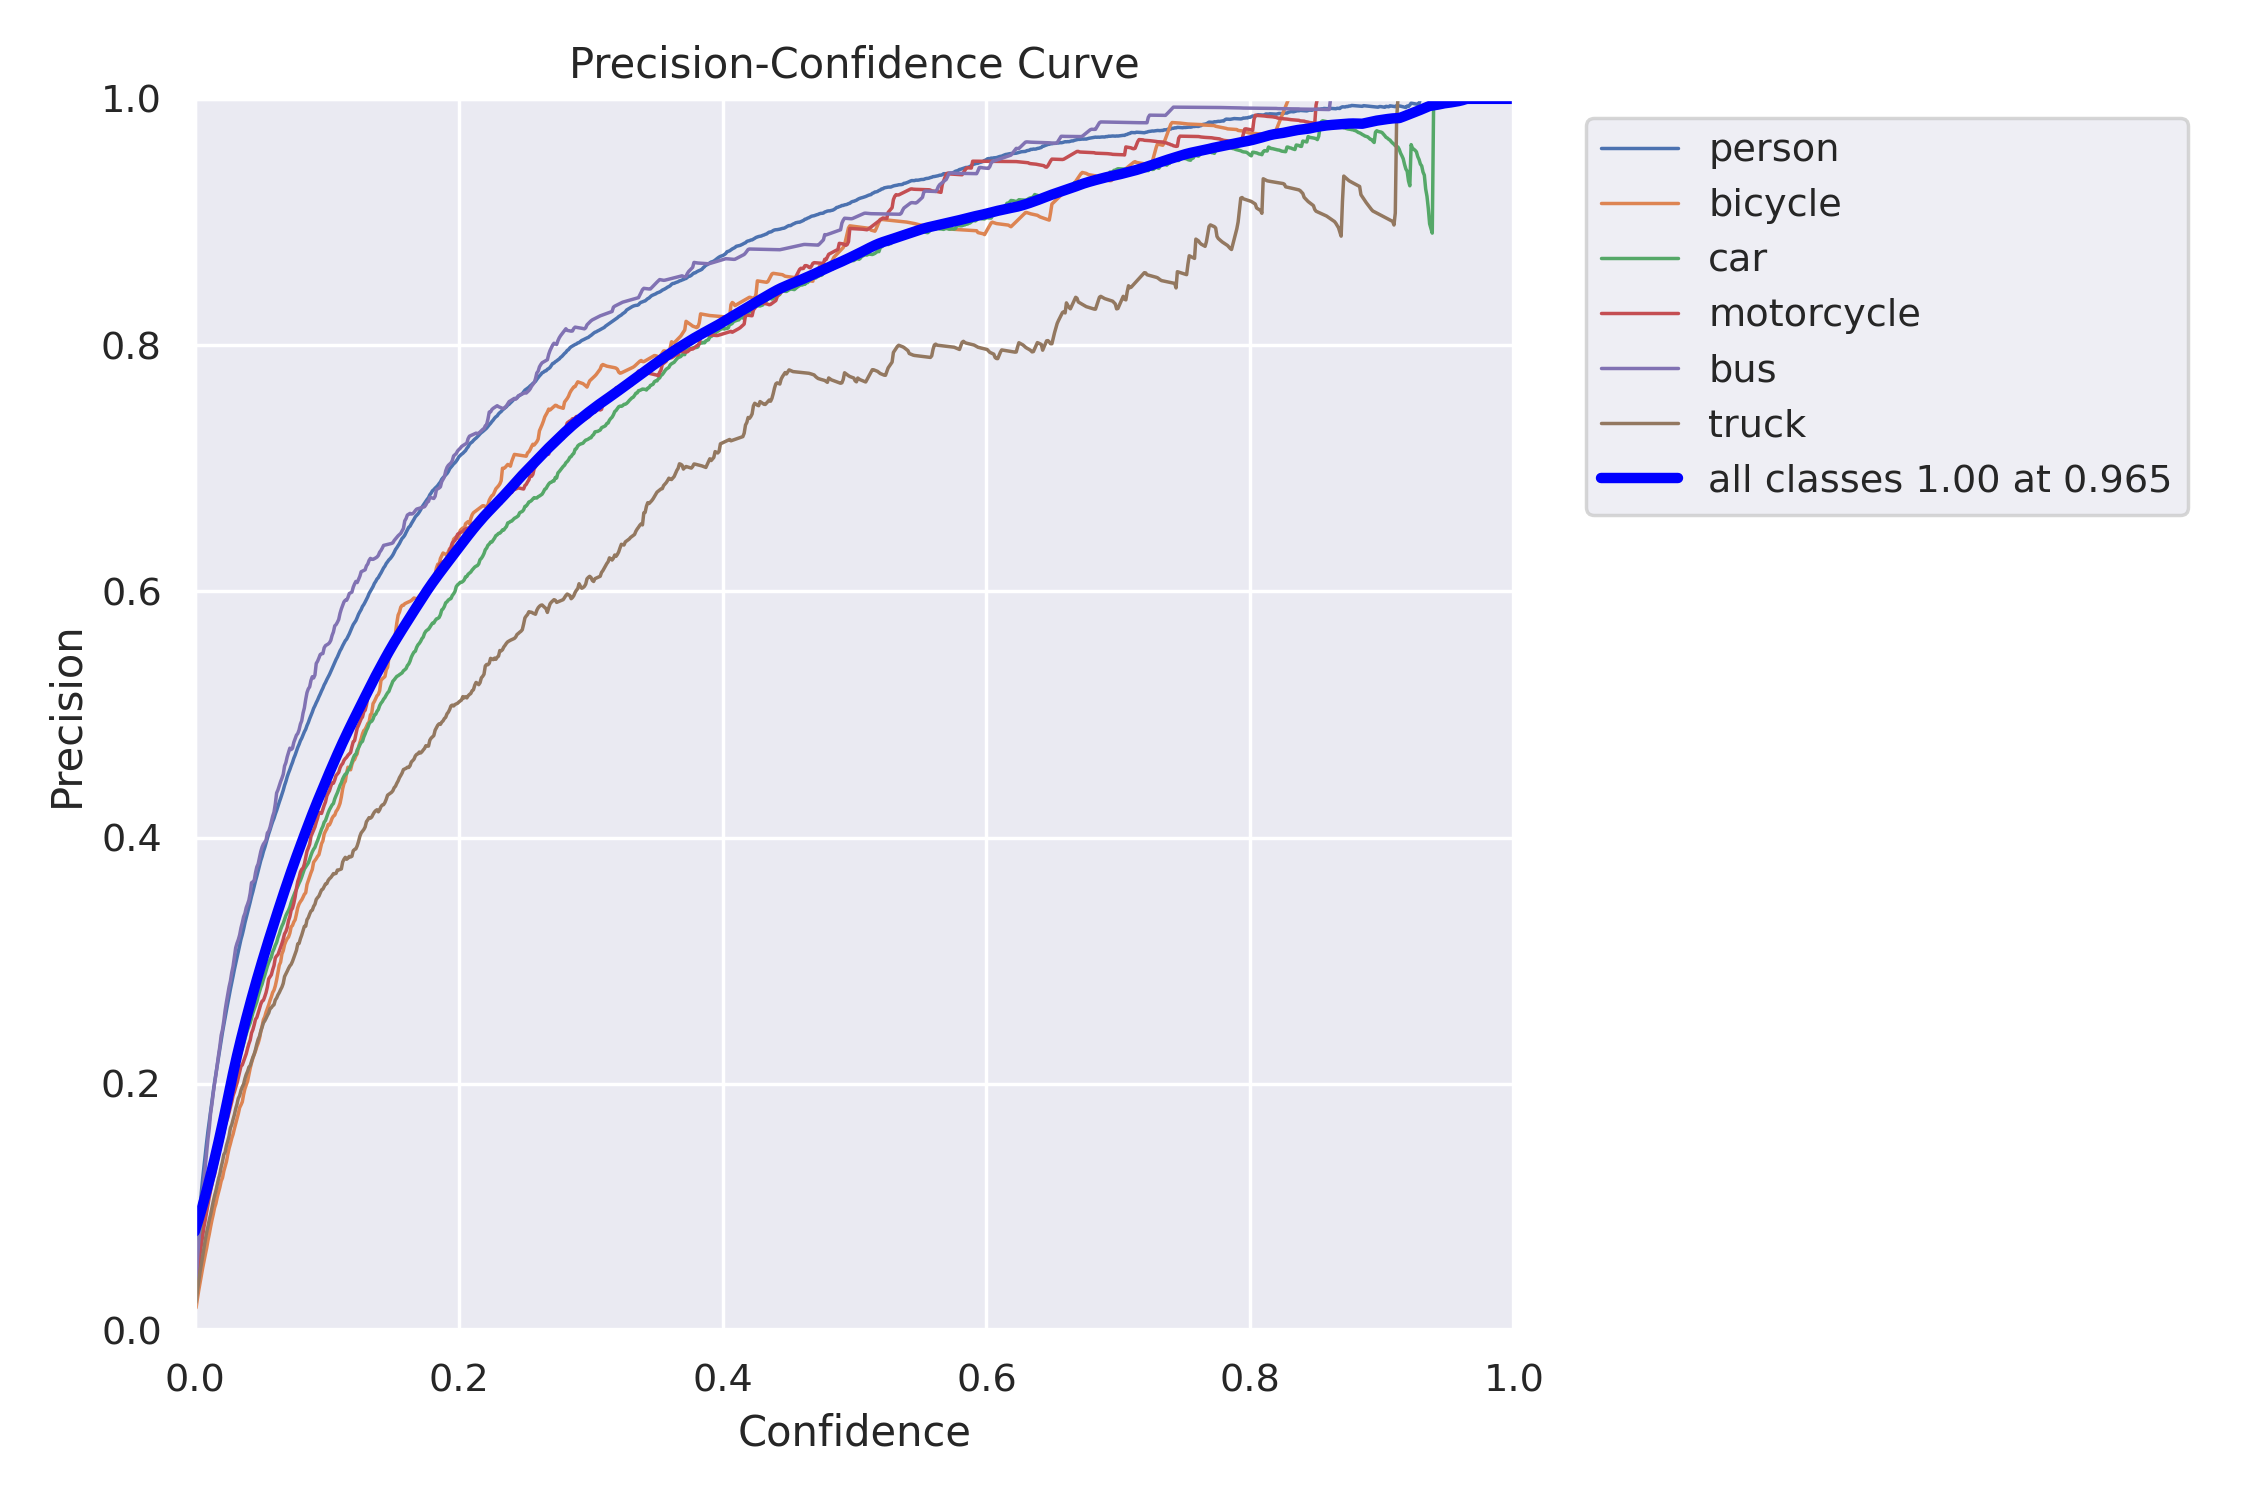 Precision-Confidence Curve
1.0
0.8
0.6
0.4
0.2
0.0
Precision
0.0 0.2 0.4 0.6 0.8 1.0
Confidence
person
bicycle
car
motorcycle
bus
truck
all classes 1.00 at 0.965